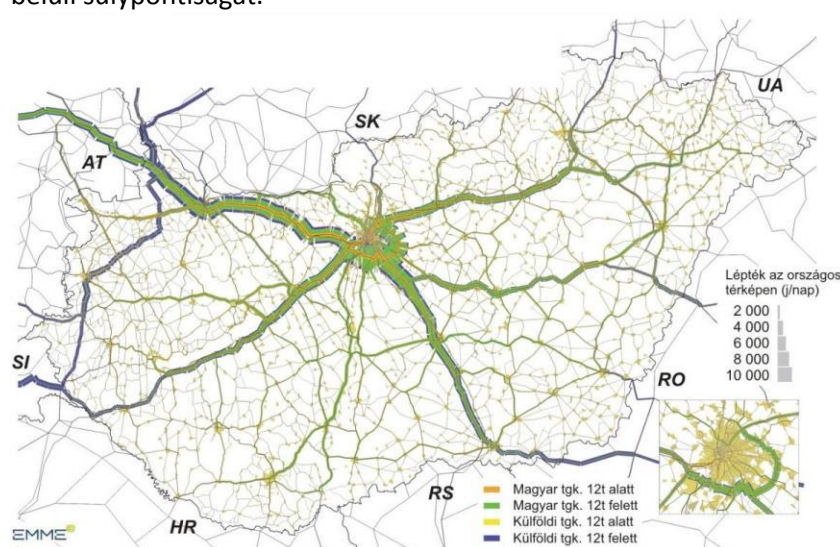 belüli súlypontiságát.
UA
SK
AT
Lépték az országos
térképen (j/nap)
2 000
4 000
6 000
8 000
10 000
SI
RO
RS
HR
Magyar tgk. 12t alatt
Magyar tgk. 12t felett
Külföldi tgk. 12t alatt
Külföldi tgk. 12t felett
EMME